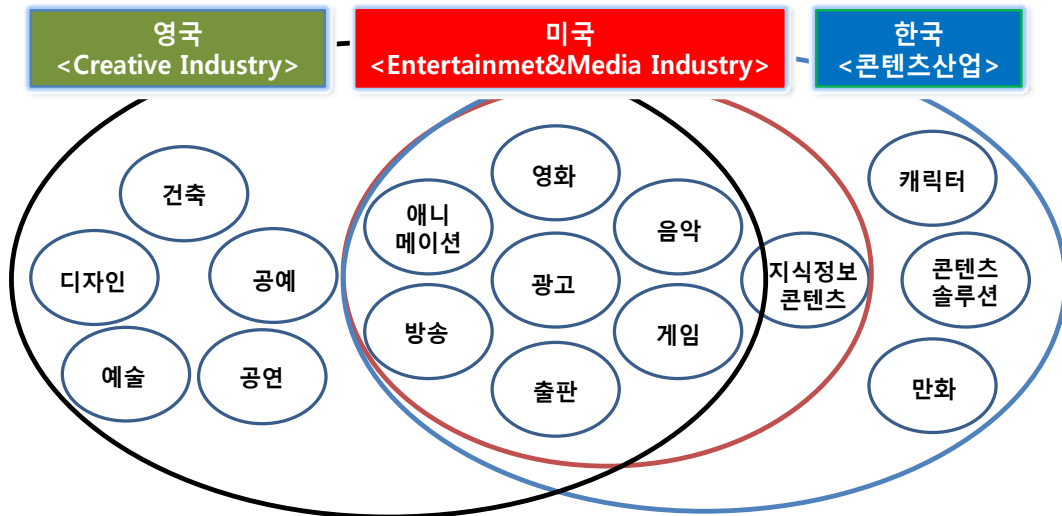 영국
<Creative Industry>
미국
<Entertainmet&Media Industry>
한국
<콘텐츠산업>
건축
디자인
공예
예술
공연
영화
애니
메이션
음악
광고
방송
게임
출판
지식정보
콘텐츠
캐릭터
콘텐츠
솔루션
만화